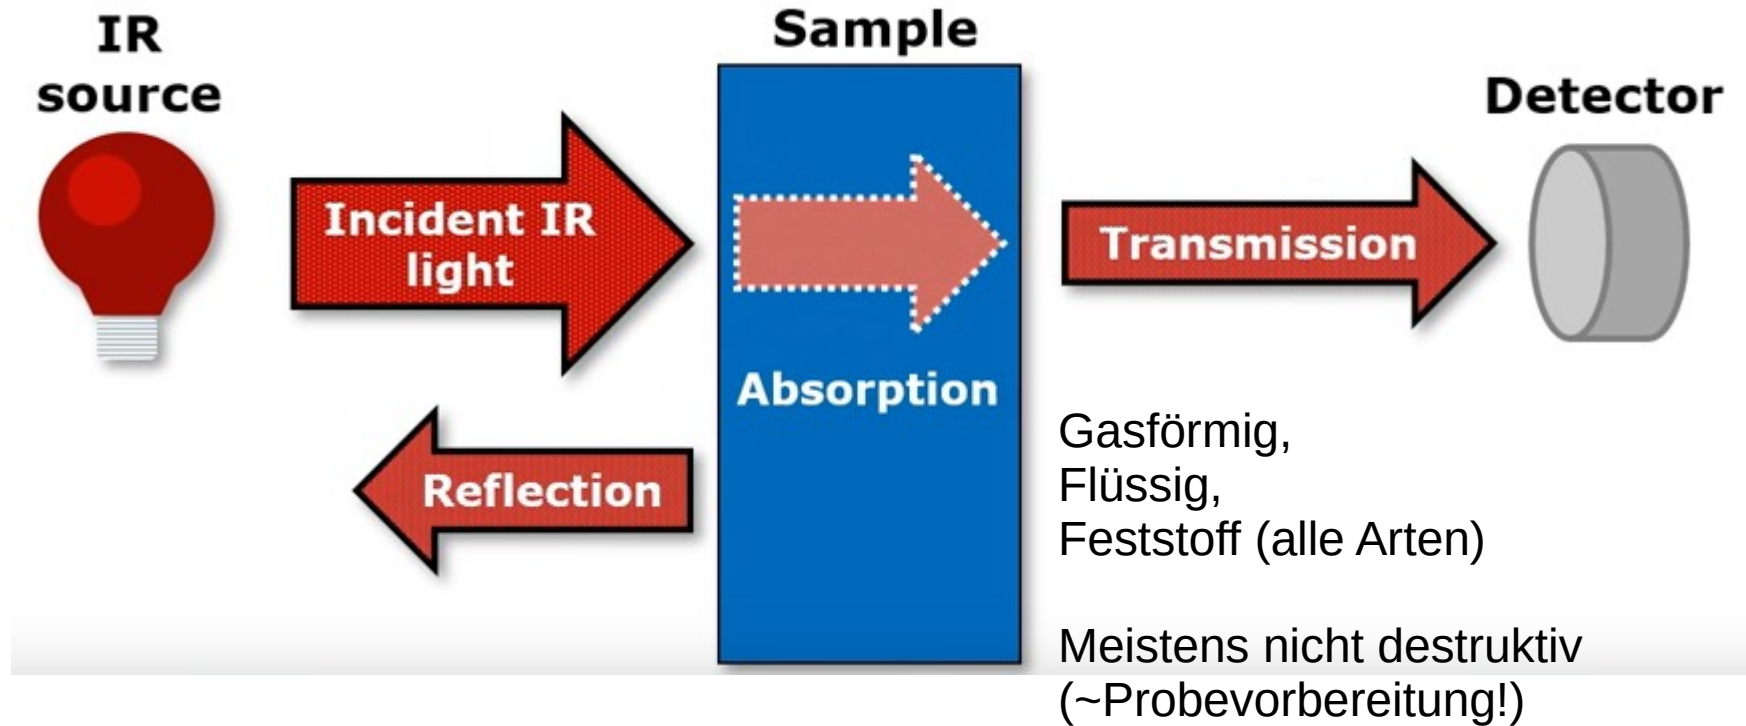 IR
source
Sample
Detector
Incident IR
light
Transmission
Absorption
Reflection
Gasförmig,
Flüssig,
Feststoff (alle Arten)
Meistens nicht destruktiv
(~Probevorbereitung!)